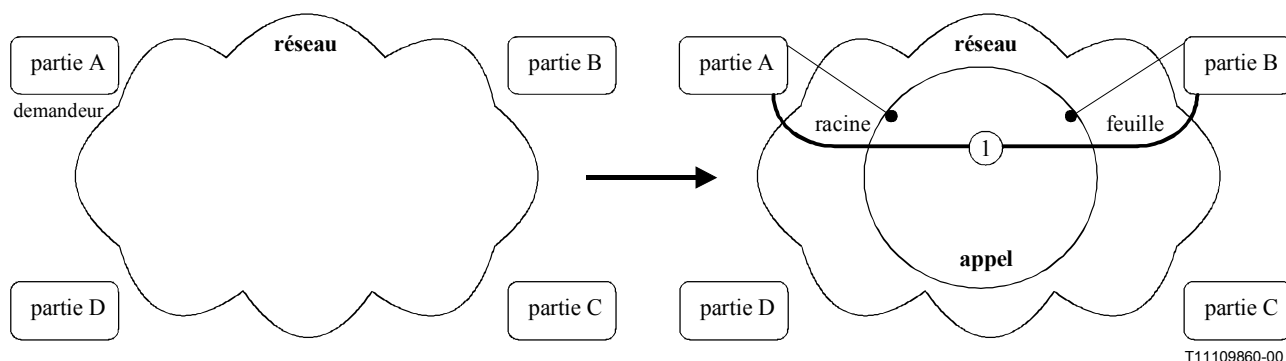 réseau
partie A
partie B
demandeur
partie D
partie C
réseau
partie A
partie B
racine
feuille
1
appel
partie D
partie C
T11109860-00